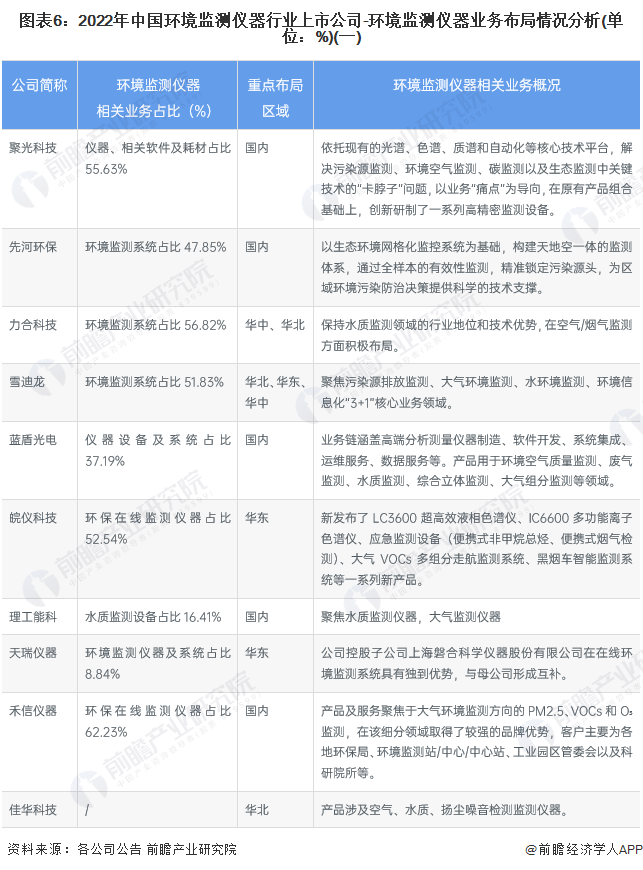 图表6：2022年中国环境监测仪器行业上市公司-环境监测仪器业务布局情况分析(单
位：%)(一)
公司简称
环境监测仪器
相关业务占比（%）
重点布局
区域
环境监测仪器相关业务概况
聚光科技
仪器、相关软件及耗材占比
55.63%
国内
依托现有的光谱、色谱、质谱和自动化等核心技术平台，解
决污染源监测、环境空气监测、碳监测以及生态监测中关键
技术的“卡脖子”问题，以业务“痛点”为导向，在原有产品组合
基础上，创新研制了一系列高精密监测设备。
先河环保
环境监测系统占比 47.85%
国内
以生态环境网格化监控系统为基础，构建天地空一体的监测
体系，通过全样本的有效性监测，精准锁定污染源头，为区
域环境污染防治决策提供科学的技术支撑。
力合科技
环境监测系统占比 56.82%
华中、华北
保持水质监测领域的行业地位和技术优势，在空气/烟气监测
方面积极布局。
雪迪龙
环境监测系统占比 51.83%
华北、华东、
华中
聚焦污染源排放监测、大气环境监测、水环境监测、环境信
息化“3+1”核心业务领域。
蓝盾光电
仪器设备及系统占比
37.19%
国内
业务链涵盖高端分析测量仪器制造、软件开发、系统集成、
运维服务、数据服务等。产品用于环境空气质量监测、废气
监测、水质监测、综合立体监测、大气组分监测等领域。
皖仪科技
环保在线监测仪器占比
52.54%
华东
新发布了 LC3600 超高效液相色谱仪、IC6600 多功能离子
色谱仪、应急监测设备（便携式非甲烷总烃、便携式烟气检
测）、大气 VOCs 多组分走航监测系统、黑烟车智能监测系
统等一系列新产品。
理工能科
水质监测设备占比 16.41%
国内
聚焦水质监测仪器，大气监测仪器
天瑞仪器
环境监测仪器及系统占比
8.84%
华东
公司控股子公司上海磐合科学仪器股份有限公司在在线环
境监测系统具有独到优势，与母公司形成互补。
禾信仪器
环保在线监测仪器占比
62.23%
国内
产品及服务聚焦于大气环境监测方向的 PM2.5、VOCs 和 O₃
监测，在该细分领域取得了较强的品牌优势，客户主要为各
地环保局、环境监测站/中心/中心站、工业园区管委会以及科
研院所等。
佳华科技
/
华北
产品涉及空气、水质、扬尘噪音检测监测仪器。
资料来源：各公司公告 前瞻产业研究院
@前瞻经济学人APP